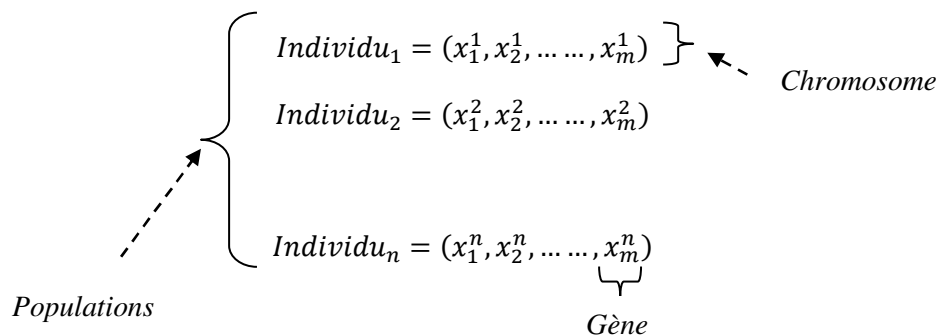 𝐼𝑛𝑑𝑖𝑣𝑖𝑑𝑢₁ = (𝑥₁¹, 𝑥₂¹, … … , 𝑥ₘ¹)
Chromosome
𝐼𝑛𝑑𝑖𝑣𝑖𝑑𝑢₂ = (𝑥₁², 𝑥₂², … … , 𝑥ₘ²)
𝐼𝑛𝑑𝑖𝑣𝑖𝑑𝑢ₙ = (𝑥₁ⁿ, 𝑥₂ⁿ, … … , 𝑥ₘⁿ)
Populations
Gène